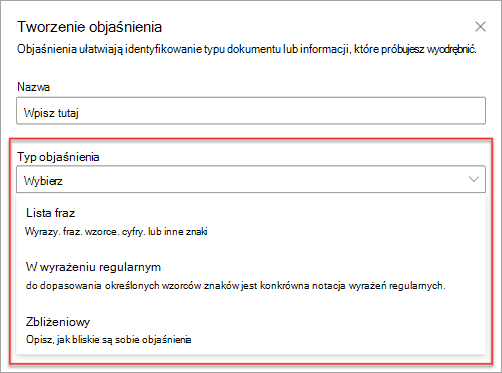 Tworzenie objaśnienia
Objaśnienia ułatwiają identyfikowanie typu dokumentu lub informacji, które próbujesz wyodrębnić.
Nazwa
Wpisz tutaj
Typ objaśnienia
Wybierz
Lista fraz
Wyrazy. fraz. wzorce. cyfry. lub inne znaki
W wyrażeniu regularnym
do dopasowania określonych wzorców znaków jest konkrówna notacja wyrażeń regularnych.
Zbliżeniowy
Opisz, jak bliskie są sobie objaśnienia